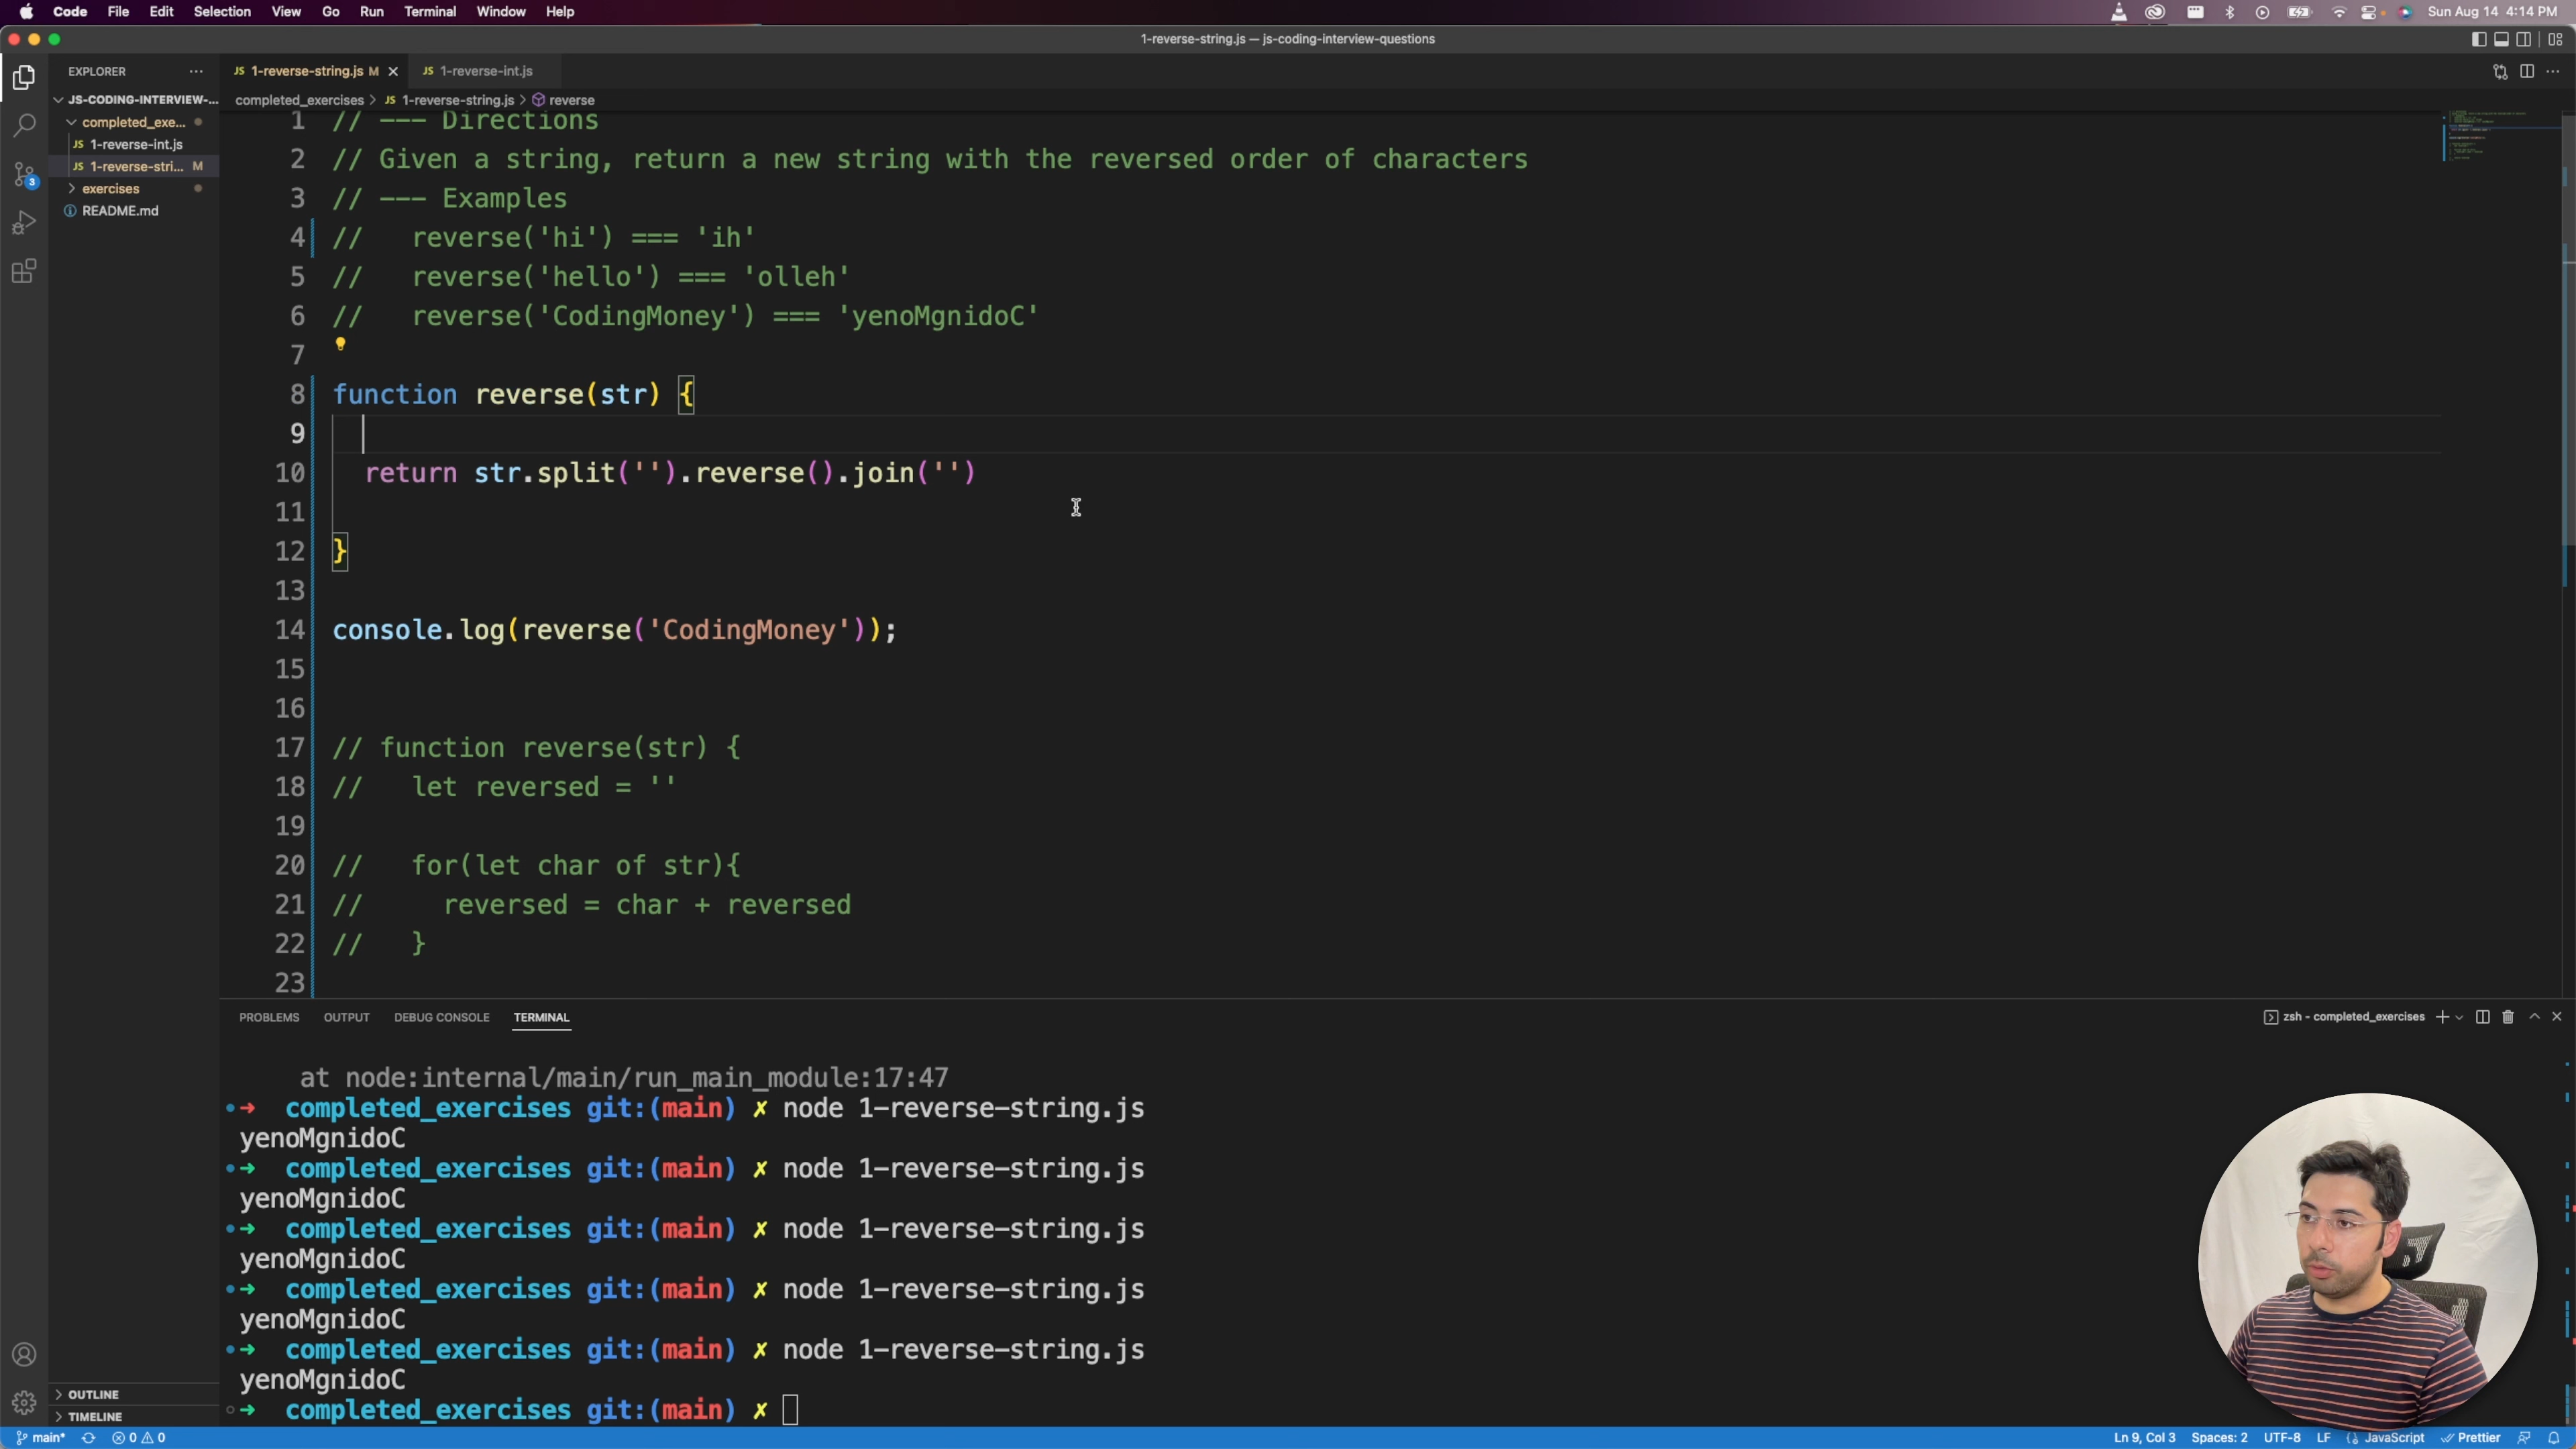 Code File Edit Selection View Go Run Terminal Window Help Sun Aug 14 4:14 PM
1-reverse-string.js — js-coding-interview-questions
EXPLORER ...
JS 1-reverse-string.js M
JS 1-reverse-int.js
JS-CODING-INTERVIEW-...
completed_exe...
JS 1-reverse-int.js
JS 1-reverse-stri... M
exercises
README.md
3
completed_exercises > JS 1-reverse-string.js > reverse
1 // --- Directions
2 // Given a string, return a new string with the reversed order of characters
3 // --- Examples
4 // reverse('hi') === 'ih'
5 // reverse('hello') === 'olleh'
6 // reverse('CodingMoney') === 'yenoMgnidoC'
7
8 function reverse(str) {
9
10 return str.split('').reverse().join('')
11
12 }
13
14 console.log(reverse('CodingMoney'));
15
16
17 // function reverse(str) {
18 // let reversed = ''
19
20 // for(let char of str){
21 // reversed = char + reversed
22 // }
23
PROBLEMS OUTPUT DEBUG CONSOLE TERMINAL zsh - completed_exercises
at node:internal/main/run_main_module:17:47
➜ completed_exercises git:(main) ✗ node 1-reverse-string.js
yenoMgnidoC
➜ completed_exercises git:(main) ✗ node 1-reverse-string.js
yenoMgnidoC
➜ completed_exercises git:(main) ✗ node 1-reverse-string.js
yenoMgnidoC
➜ completed_exercises git:(main) ✗ node 1-reverse-string.js
yenoMgnidoC
➜ completed_exercises git:(main) ✗ node 1-reverse-string.js
yenoMgnidoC
➜ completed_exercises git:(main) ✗
OUTLINE
TIMELINE
main* 0 0 Ln 9, Col 3 Spaces: 2 UTF-8 LF JavaScript Prettier